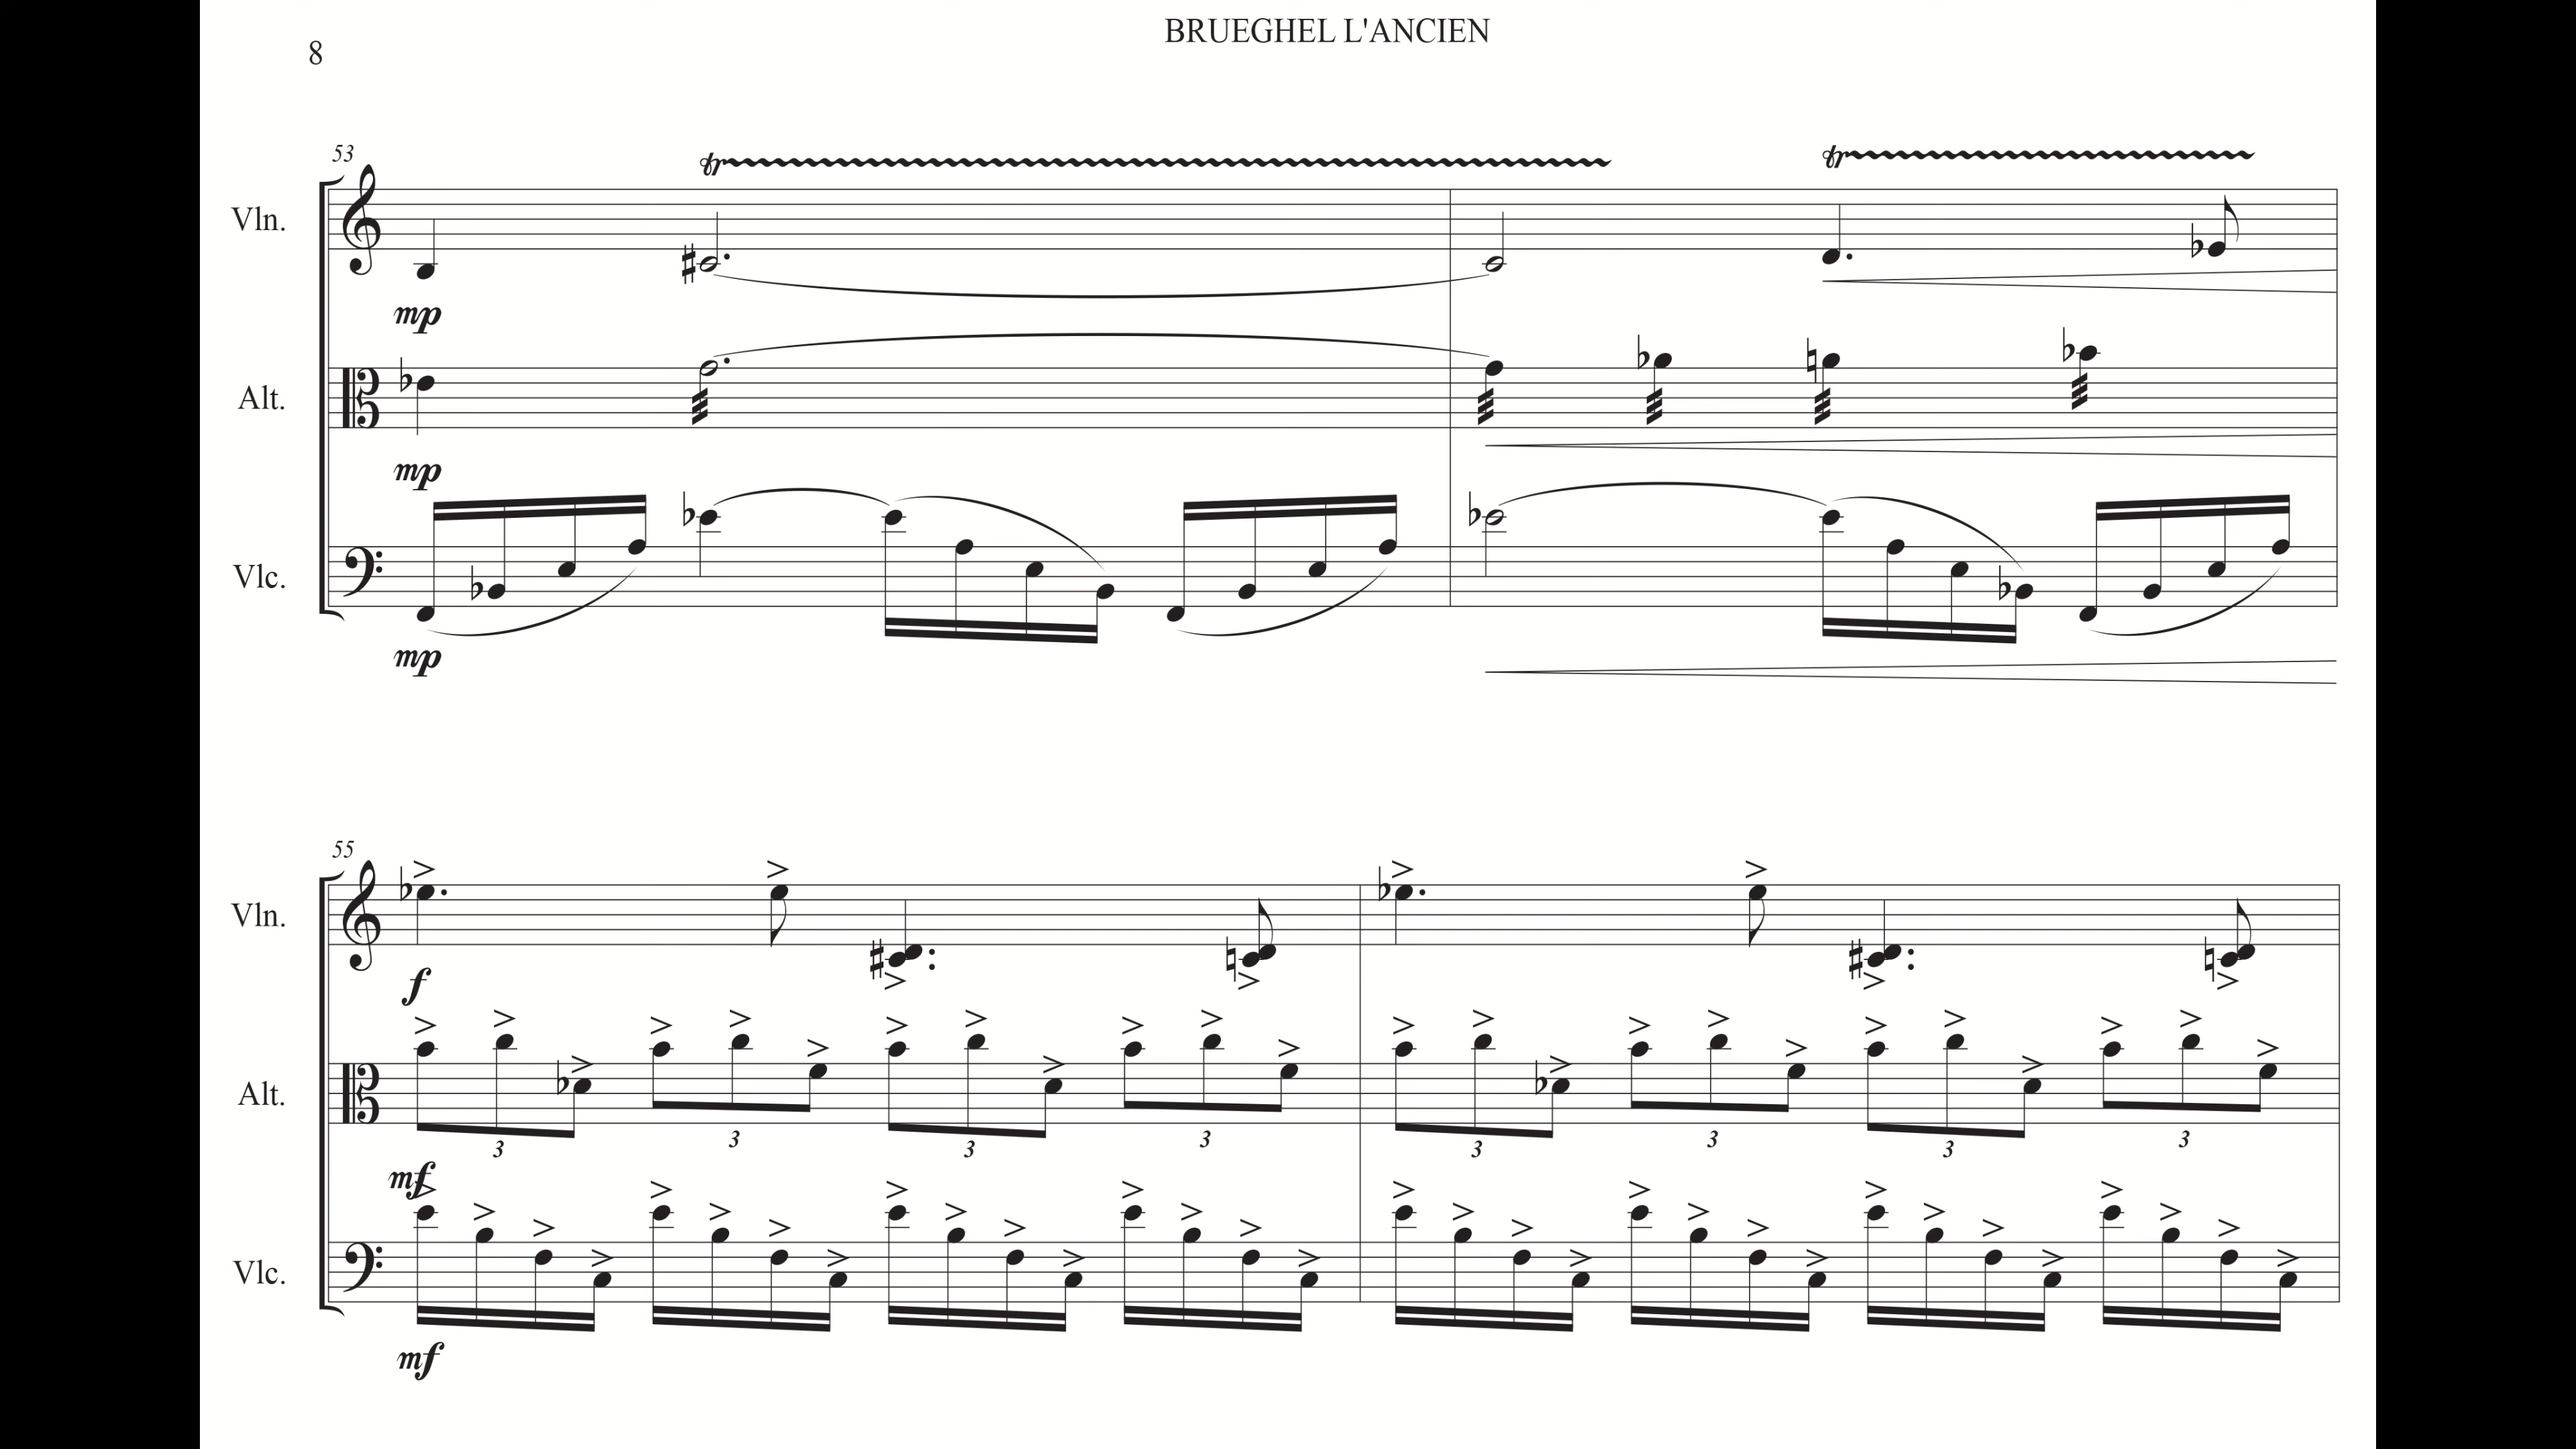 BRUEGHEL L'ANCIEN
8
53
tr tr
Vln.
mp
Alt.
mp
Vlc.
mp
55
Vln.
f
Alt.
3 3 3 3 3 3 3 3
mf
Vlc.
mf